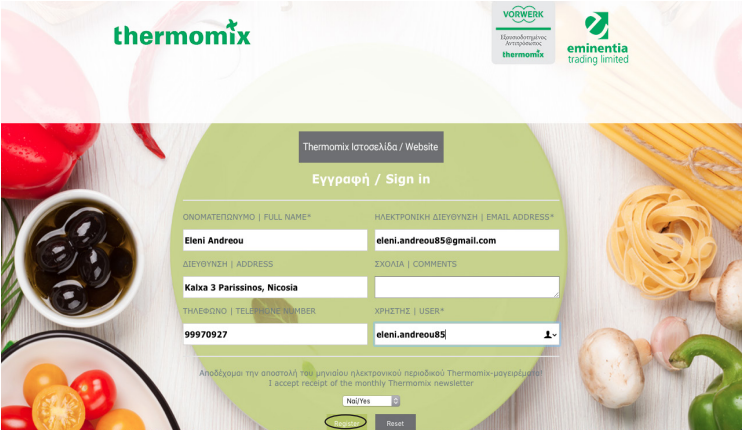 thermomix
VORWERK
Εξουσιοδοτημένος
Αντιπρόσωπος
thermomix
eminentia
trading limited
Thermomix Ιστοσελίδα / Website
Εγγραφή / Sign in
ΟΝΟΜΑΤΕΠΩΝΥΜΟ | FULL NAME*
ΗΛΕΚΤΡΟΝΙΚΗ ΔΙΕΥΘΥΝΣΗ | EMAIL ADDRESS*
Eleni Andreou
eleni.andreou85@gmail.com
ΔΙΕΥΘΥΝΣΗ | ADDRESS
ΣΧΟΛΙΑ | COMMENTS
Kalxa 3 Parissinos, Nicosia
ΤΗΛΕΦΩΝΟ | TELEPHONE NUMBER
ΧΡΗΣΤΗΣ | USER*
99970927
eleni.andreou85
Αποδέχομαι την αποστολή του μηνιαίου ηλεκτρονικού περιοδικού Thermomix-μαγειρέματα!
I accept receipt of the monthly Thermomix newsletter
Ναί/Yes
Register
Reset